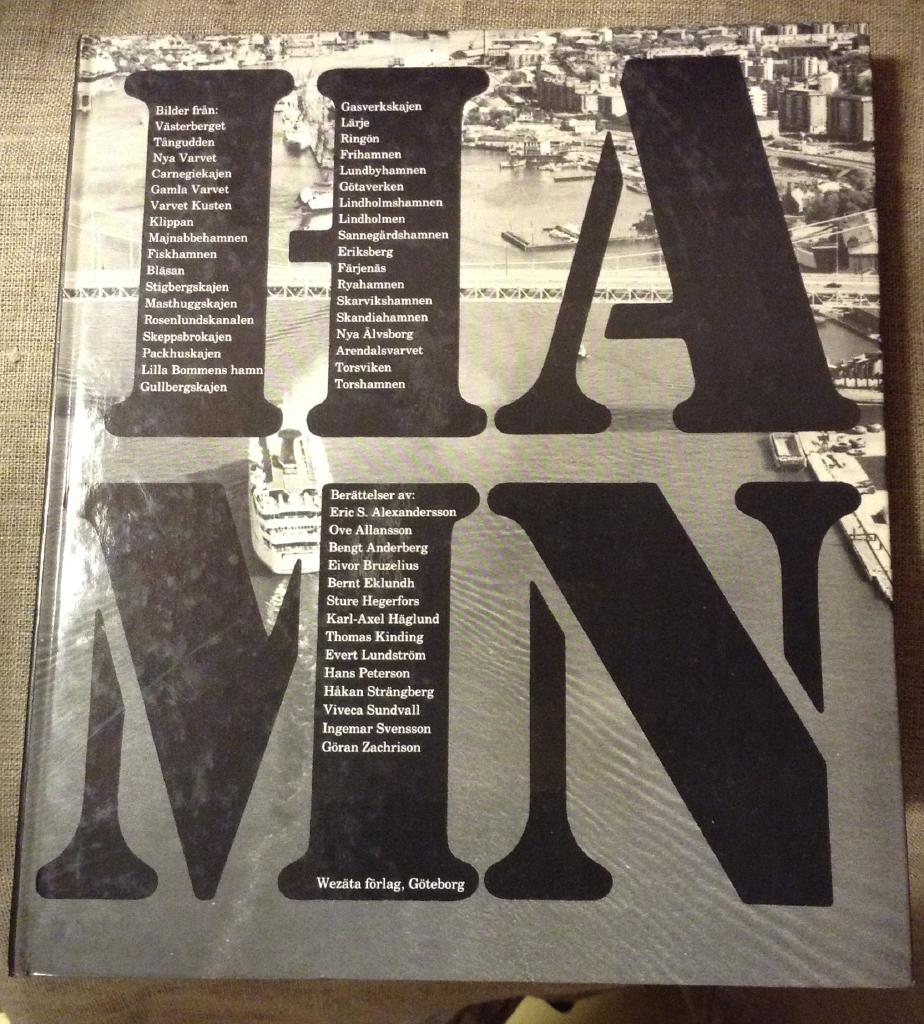 HA
Bilder från:
Västerberget
Tångudden
Nya Varvet
Carnegiekajen
Gamla Varvet
Varvet Kusten
Klippan
Majnabbehamnen
Fiskhamnen
Blåsan
Stigbergskajen
Masthuggskajen
Rosenlundskanalen
Skeppsbrokajen
Packhuskajen
Lilla Bommens hamn
Gullbergskajen
Gasverkskajen
Lärje
Ringön
Frihamnen
Lundbyhamnen
Götaverken
Lindholmshamnen
Lindholmen
Sannegårdshamnen
Eriksberg
Färjenäs
Ryahamnen
Skarvikshamnen
Skandiahamnen
Nya Älvsborg
Arendalsvarvet
Torsviken
Torshamnen
MN
Berättelser av:
Eric S. Alexandersson
Ove Allansson
Bengt Anderberg
Eivor Bruzelius
Bernt Eklundh
Sture Hegerfors
Karl-Axel Häglund
Thomas Kinding
Evert Lundström
Hans Peterson
Håkan Strängberg
Viveca Sundvall
Ingemar Svensson
Göran Zachrison
Wezäta förlag, Göteborg